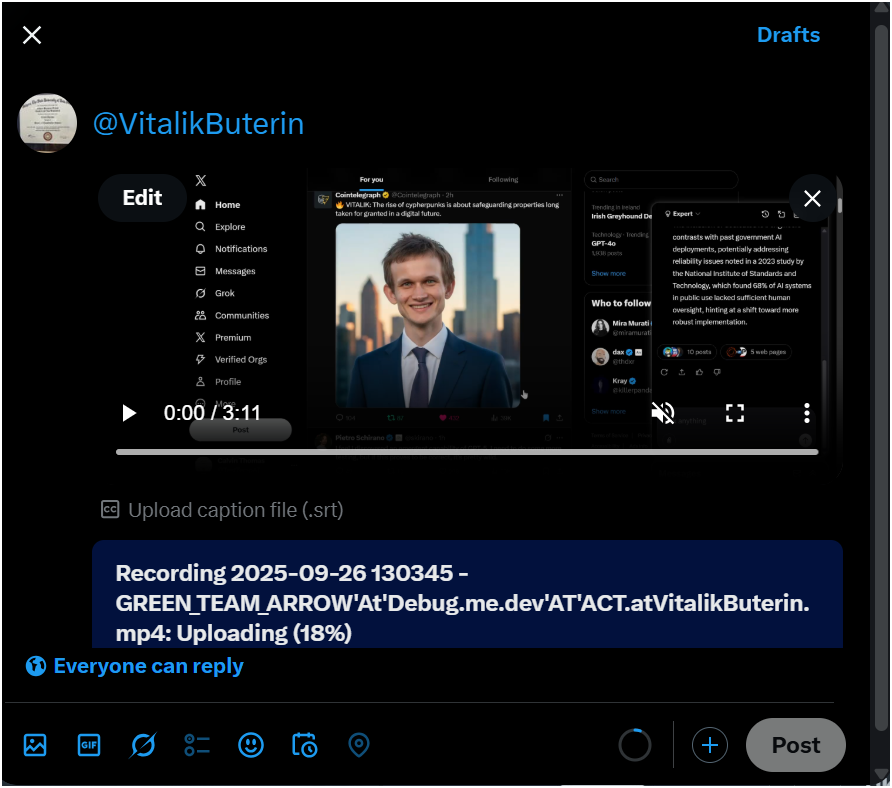 Drafts
@VitalikButerin
Edit
Home
Explore
Notifications
Messages
Grok
Communities
Premium
Verified Orgs
Profile
More
Post
For you
Following
Cointelegraph @Cointelegraph · 2h
🔥 VITALIK: The rise of cypherpunks is about safeguarding properties long
taken for granted in a digital future.
Pietro Schirano
Search
Trending in Ireland
Irish Greyhound De
Technology · Trending
GPT-4o
Show more
Who to follow
Mira Murati
@miramurati
dax
@thdxr
Kray
@killerpand
Show more
Expert
contrasts with past government AI
deployments, potentially addressing
reliability issues noted in a 2023 study by
the National Institute of Standards and
Technology, which found 68% of AI systems
in public use lacked sufficient human
oversight, hinting at a shift toward more
robust implementation.
10 posts
5 web pages
0:00 / 3:11
CC Upload caption file (.srt)
Recording 2025-09-26 130345 -
GREEN_TEAM_ARROW'At'Debug.me.dev'AT'ACT.atVitalikButerin.
mp4: Uploading (18%)
Everyone can reply
GIF
Post